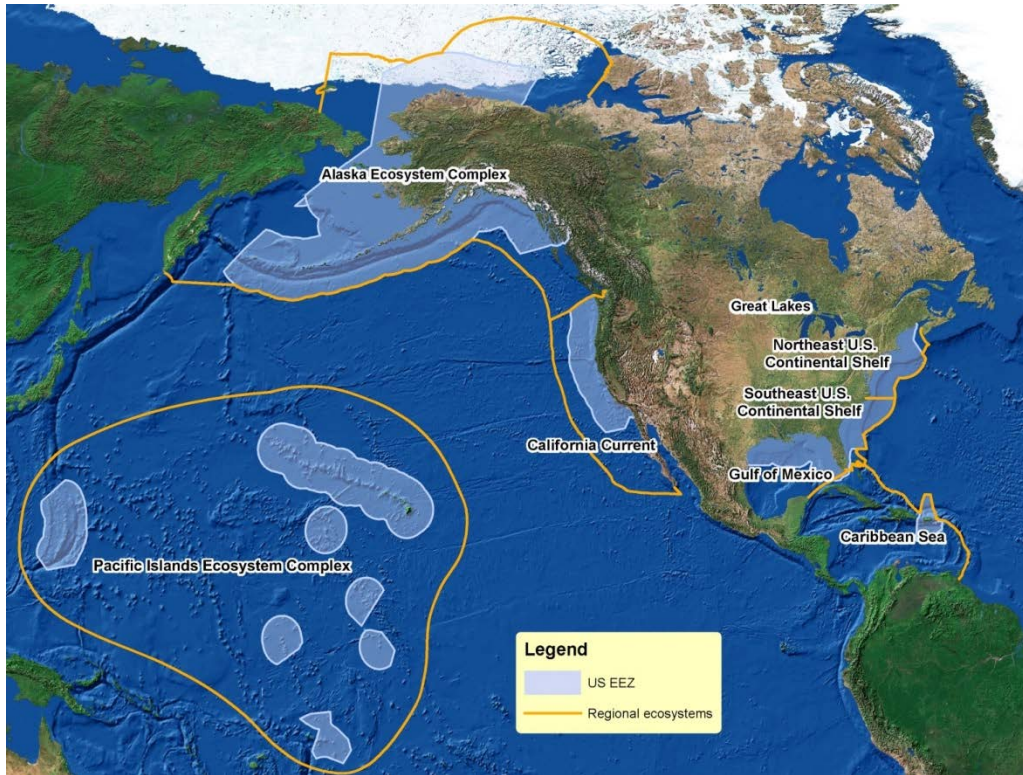 Alaska Ecosystem Complex
Great Lakes
Northeast U.S.
Continental Shelf
Southeast U.S.
Continental Shelf
California Current
Gulf of Mexico
Caribbean Sea
Pacific Islands Ecosystem Complex
Legend
US EEZ
Regional ecosystems